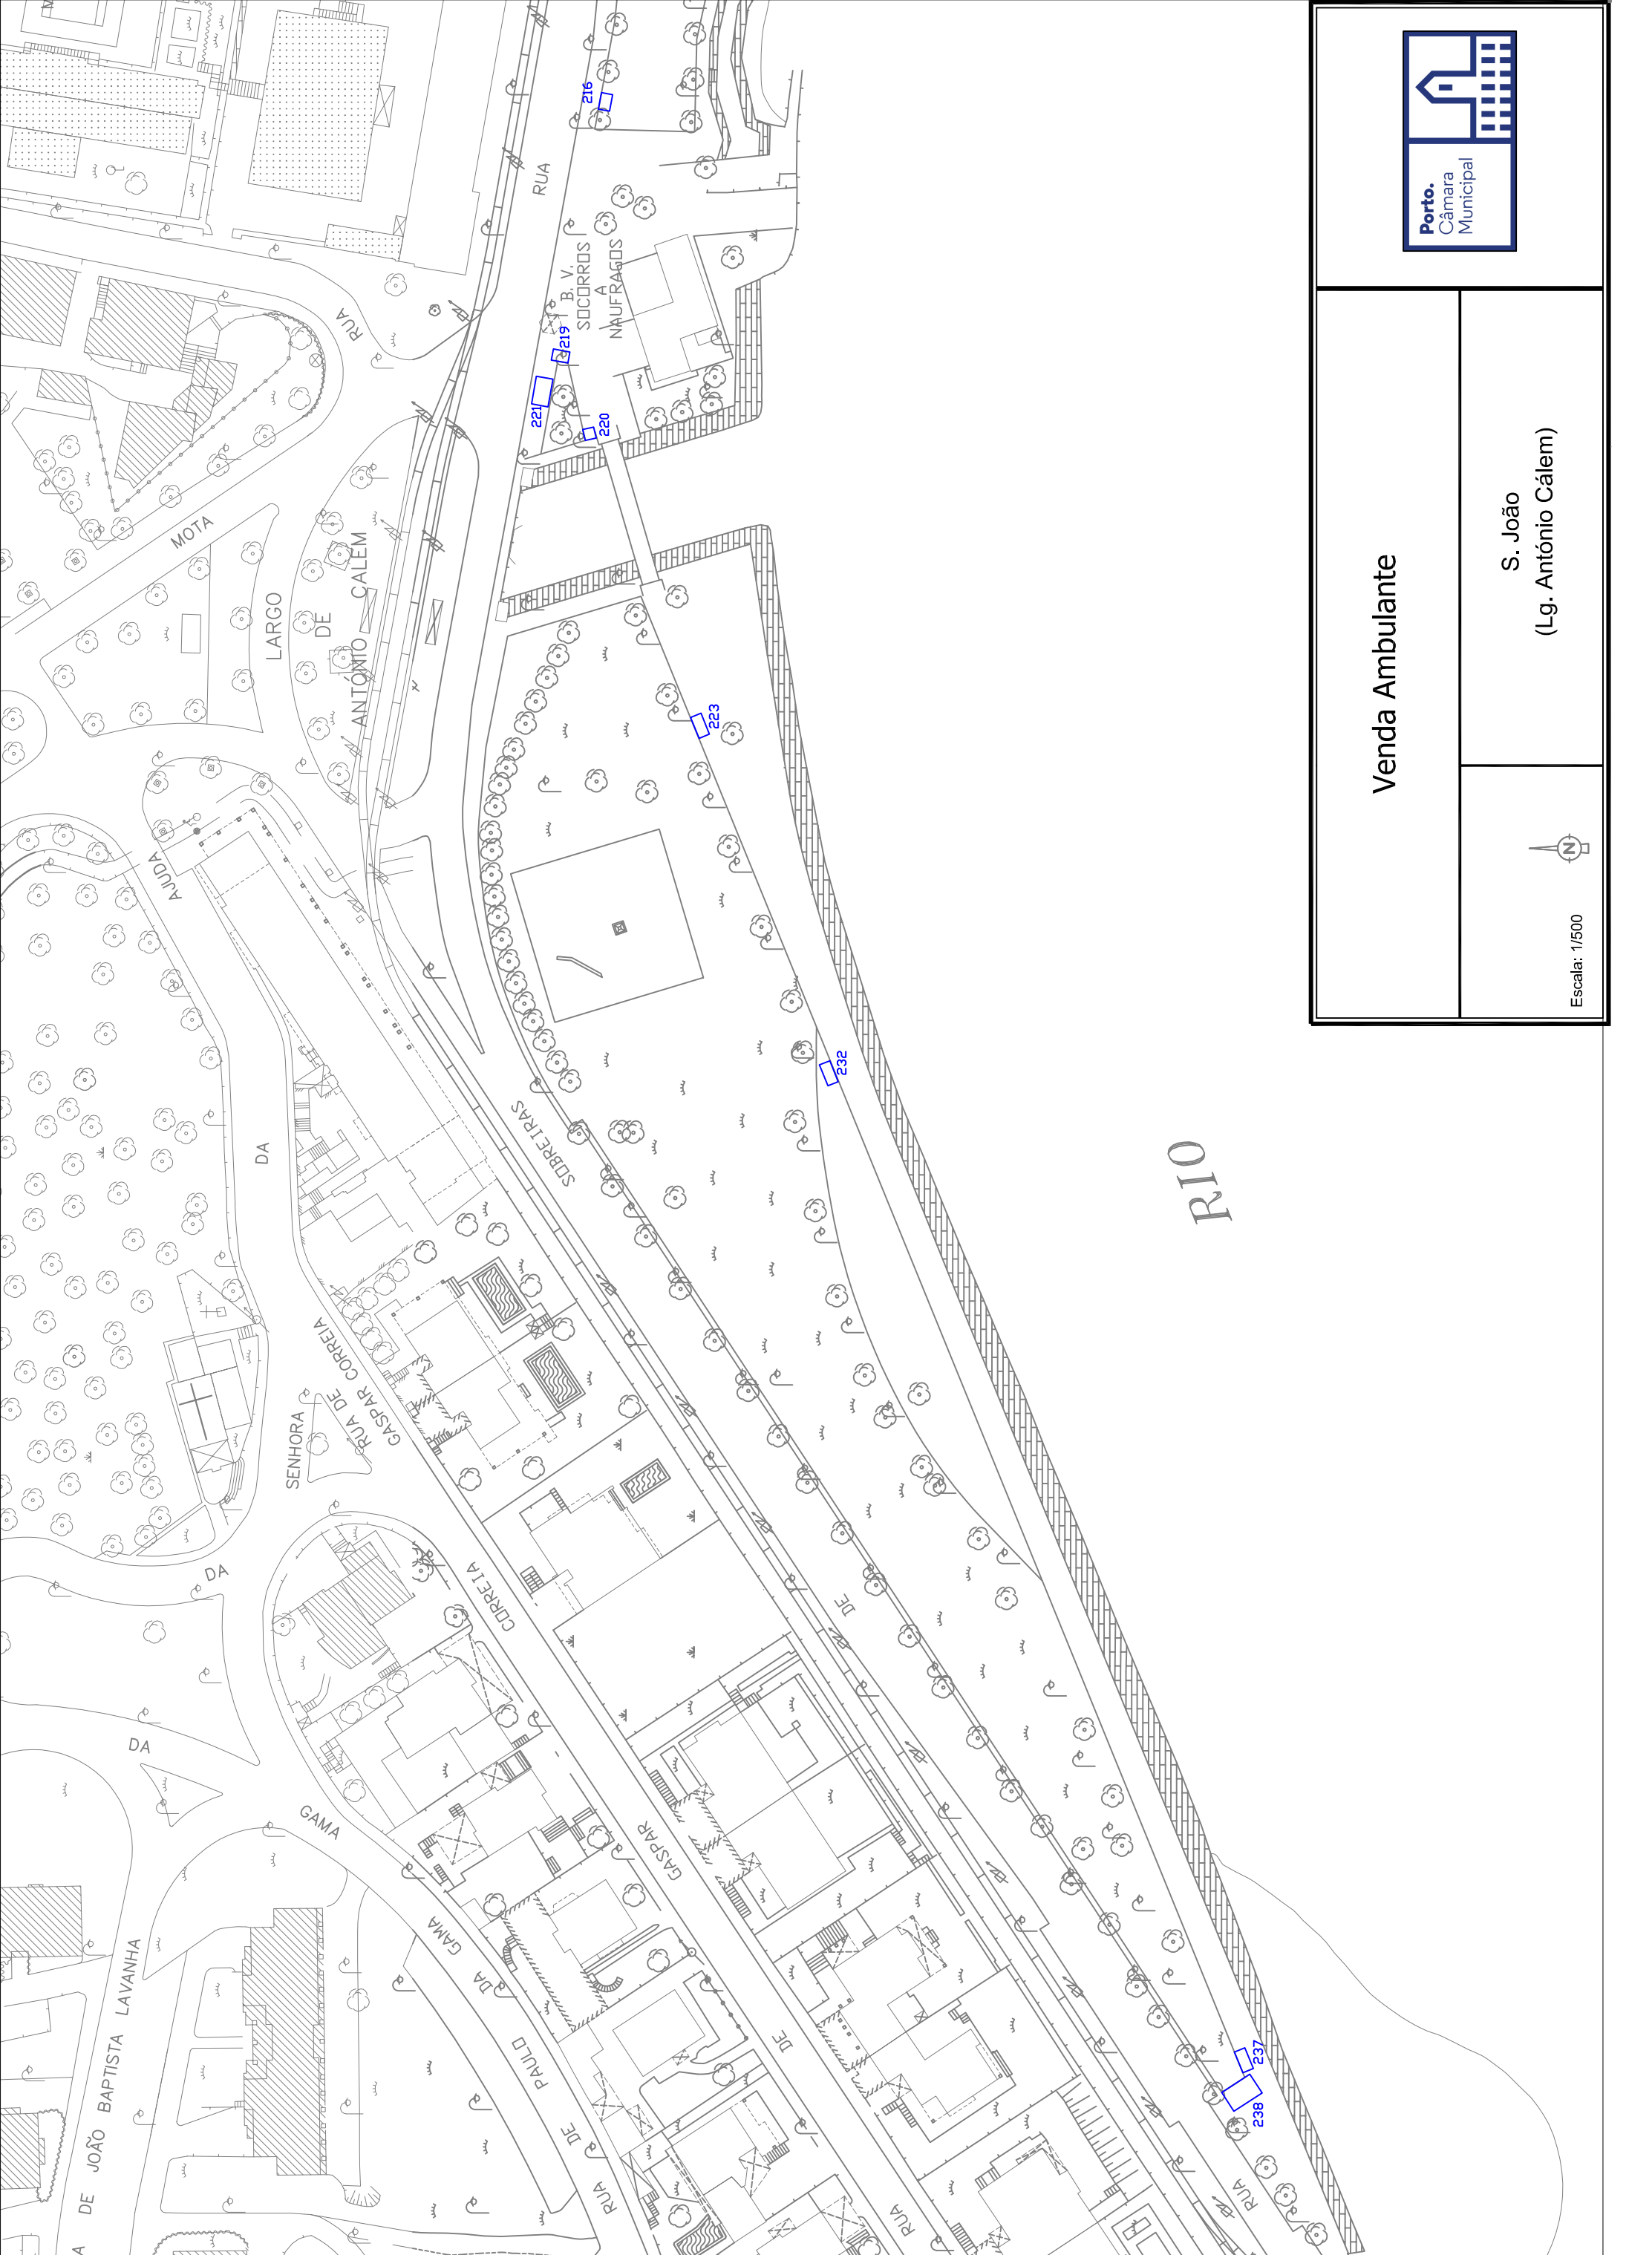 Porto.
Câmara
Municipal
Venda Ambulante
S. João
(Lg. António Cálem)
Escala: 1/500
N
216
RUA
B. V.
SOCORROS
A
NAUFRAGOS
219
221
220
RUA
MOTA
LARGO
DE
ANTÓNIO CALEM
223
AJUDA
232
SOBREIRAS
DA
RIO
RUA DE
GASPAR CORREIA
SENHORA
DA
CORREIA
DE
DA
GAMA
GASPAR
GAMA
DA
LAVANHA
BAPTISTA
JOÃO
DE
PAULO
DE
DE
RUA
RUA
RUA
237
238
A